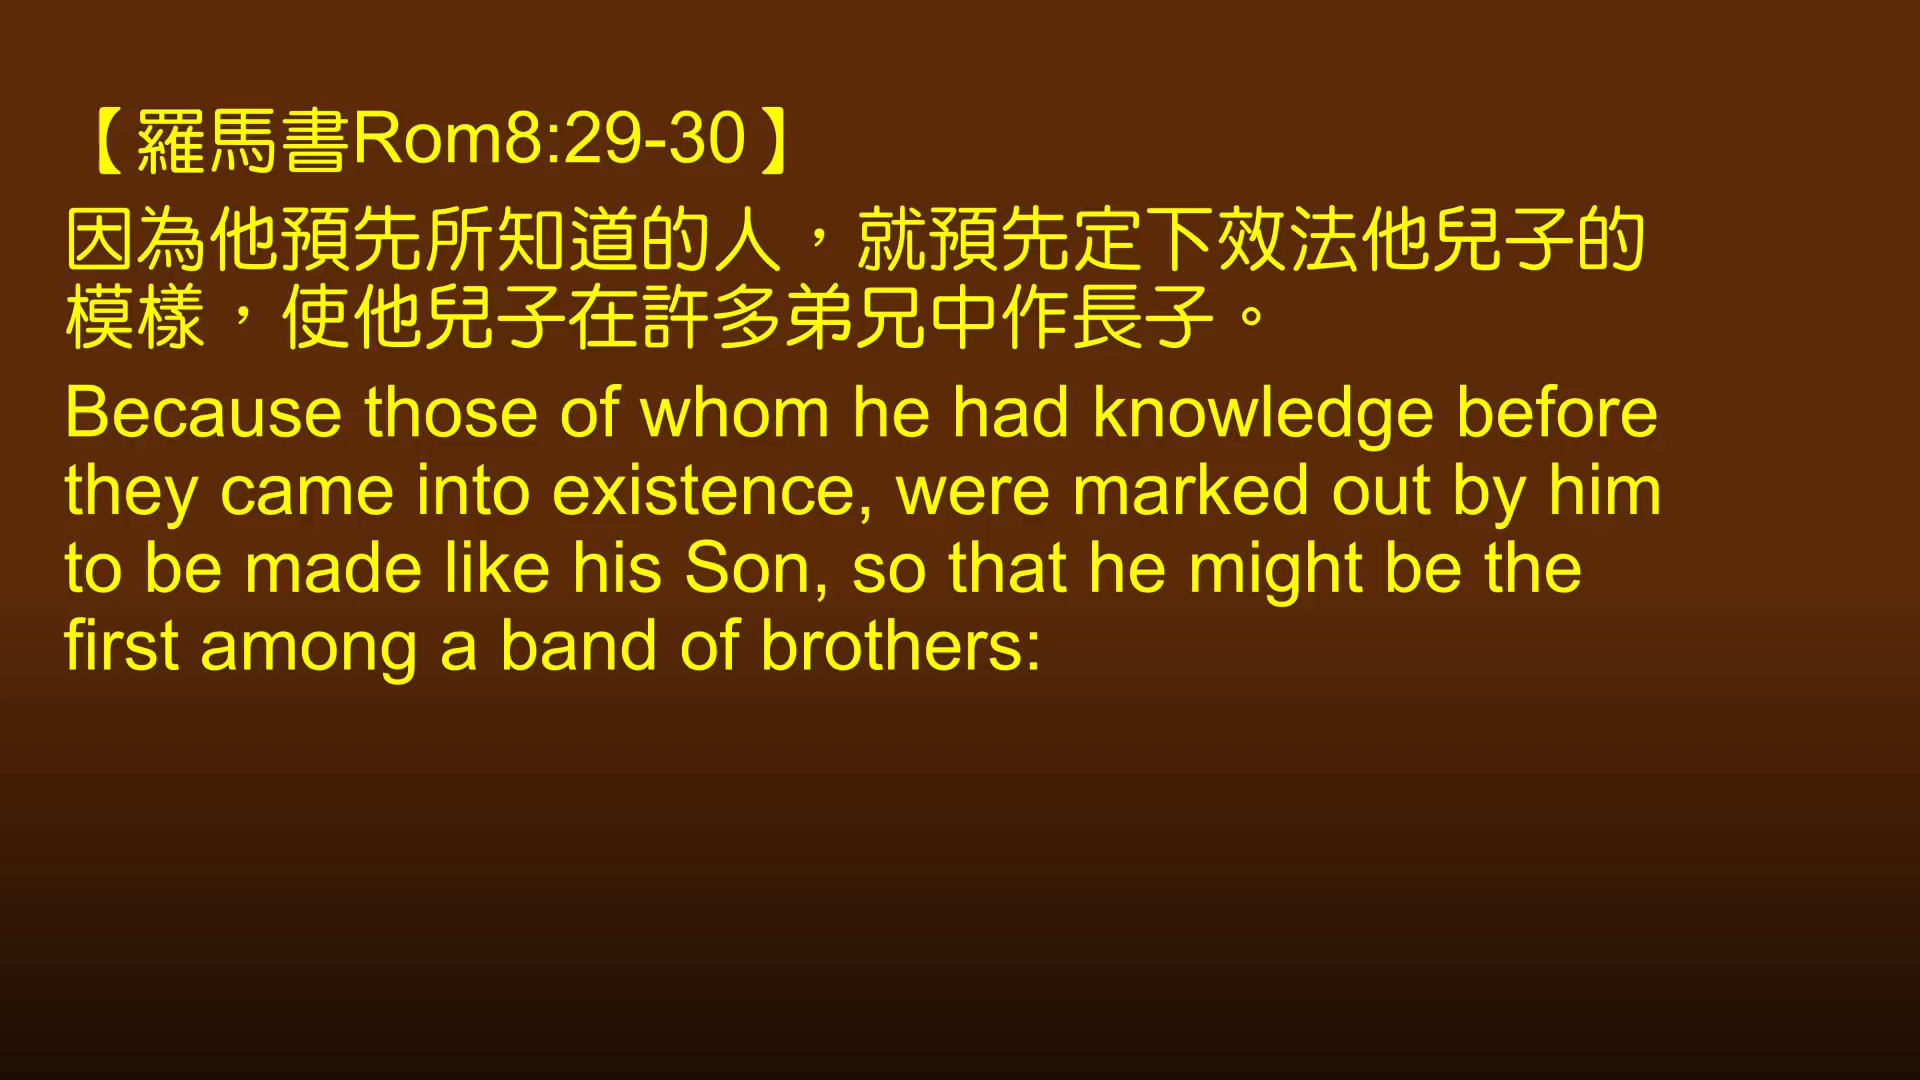 【羅馬書Rom8:29-30】
因為他預先所知道的人，就預先定下效法他兒子的
模樣，使他兒子在許多弟兄中作長子。
Because those of whom he had knowledge before
they came into existence, were marked out by him
to be made like his Son, so that he might be the
first among a band of brothers: